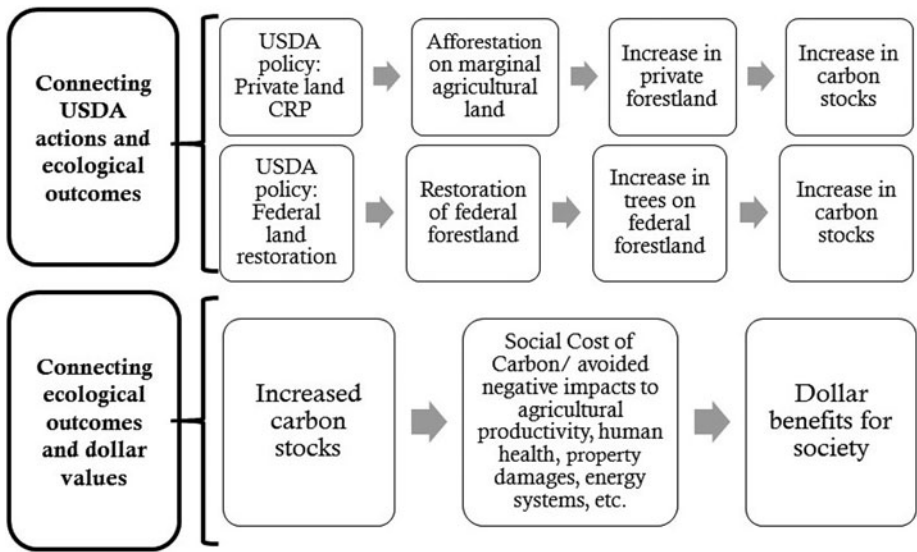 Connecting
USDA
actions and
ecological
outcomes
USDA
policy:
Private land
CRP
Afforestation
on marginal
agricultural
land
Increase in
private
forestland
Increase in
carbon
stocks
USDA
policy:
Federal
land
restoration
Restoration
of federal
forestland
Increase in
trees on
federal
forestland
Increase in
carbon
stocks
Connecting
ecological
outcomes
and dollar
values
Increased
carbon
stocks
Social Cost of
Carbon/ avoided
negative impacts to
agricultural
productivity, human
health, property
damages, energy
systems, etc.
Dollar
benefits for
society